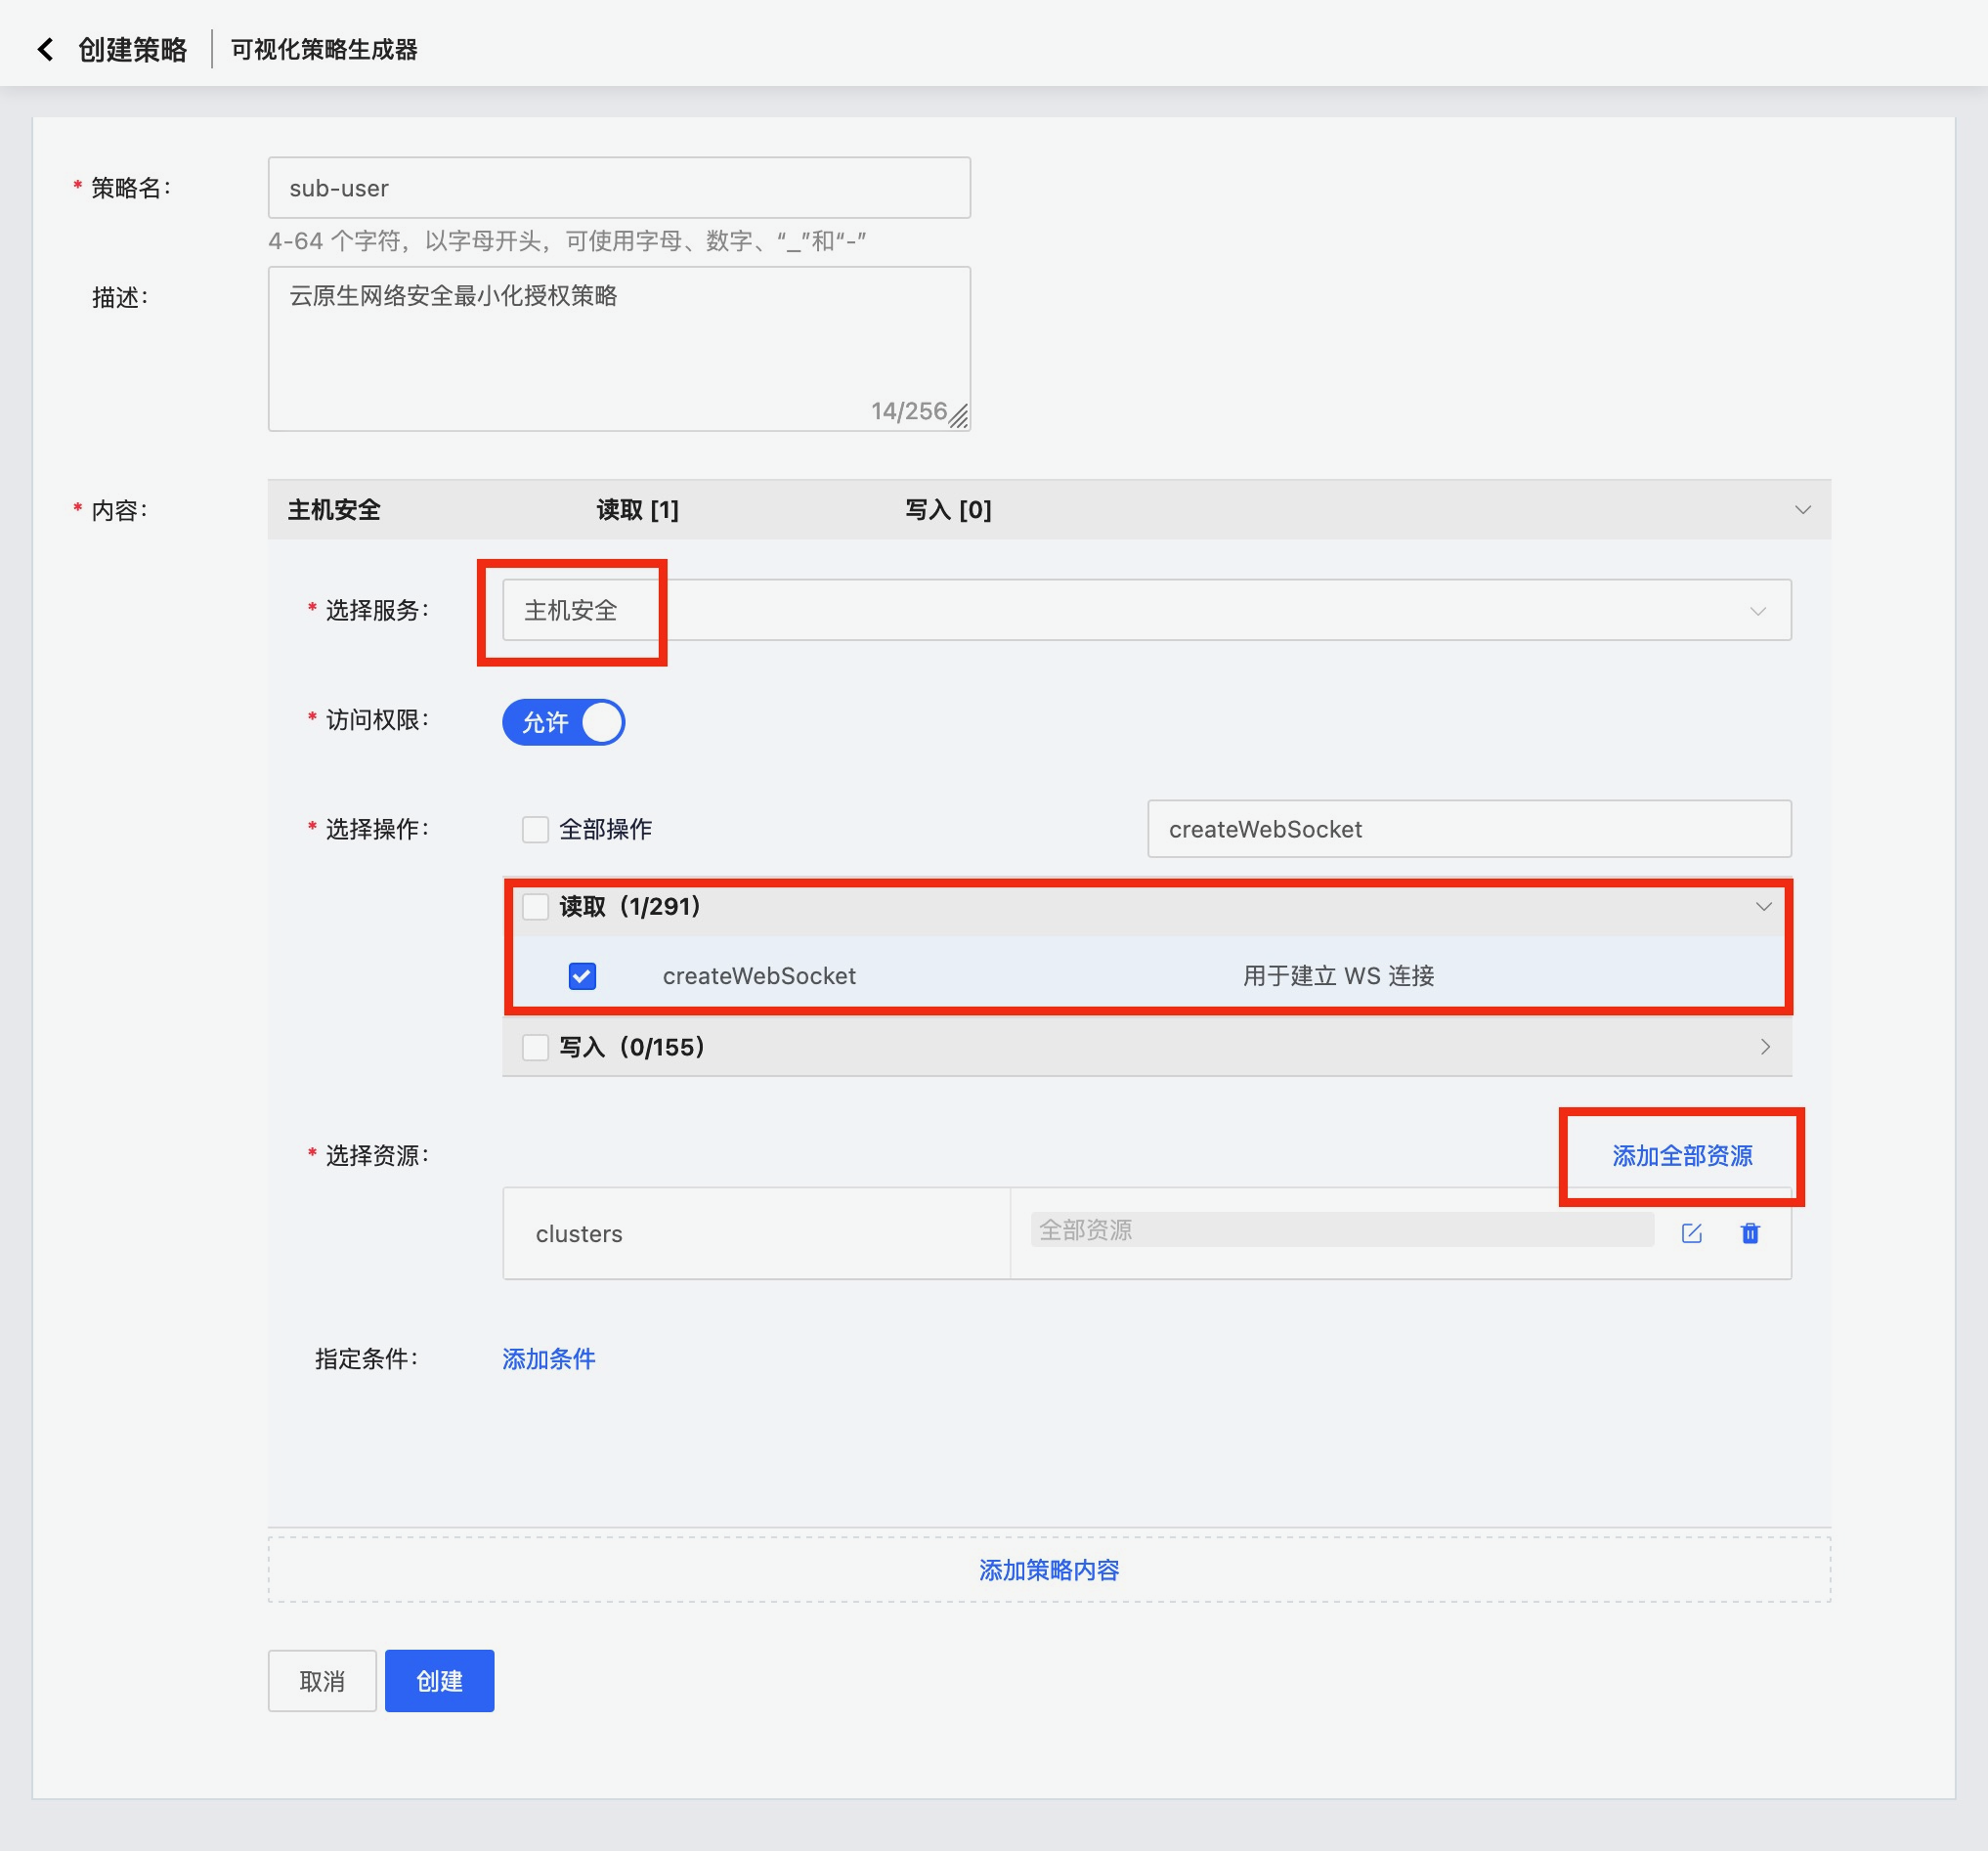 创建策略 可视化策略生成器
* 策略名： sub-user
4-64 个字符，以字母开头，可使用字母、数字、“_”和“-”
描述： 云原生网络安全最小化授权策略
14/256
* 内容： 主机安全 读取 [1] 写入 [0]
* 选择服务： 主机安全
* 访问权限： 允许
* 选择操作： 全部操作 createWebSocket
读取（1/291）
createWebSocket 用于建立 WS 连接
写入（0/155）
* 选择资源： 添加全部资源
clusters 全部资源
指定条件： 添加条件
添加策略内容
取消 创建